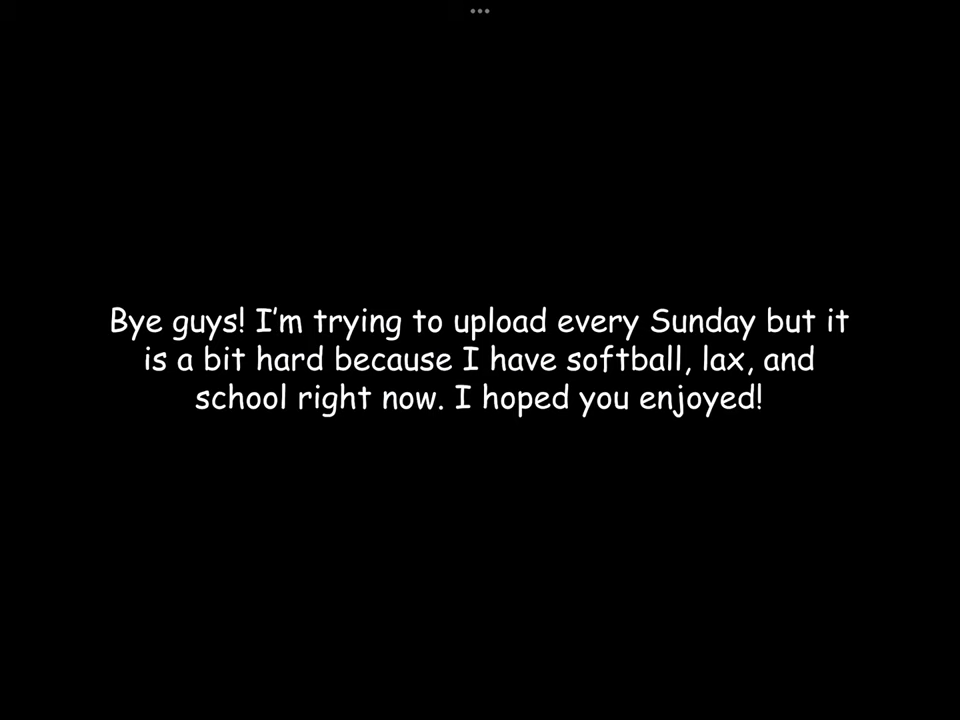 Bye guys! I'm trying to upload every Sunday but it
is a bit hard because I have softball, lax, and
school right now. I hoped you enjoyed!